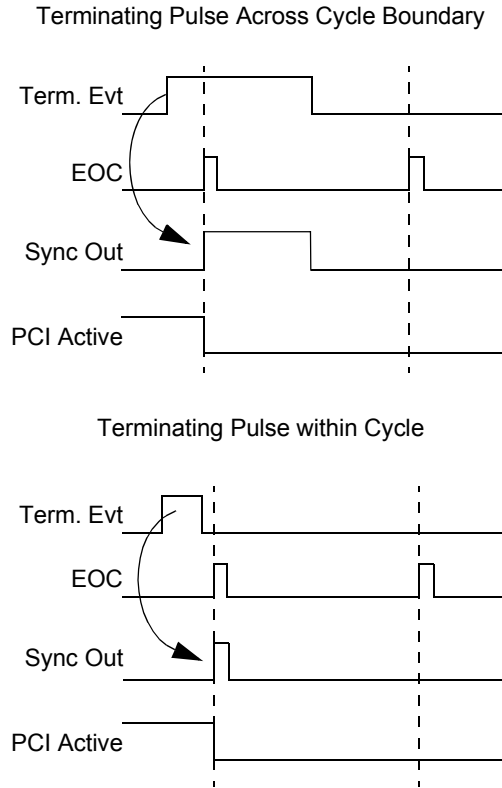 Terminating Pulse Across Cycle Boundary
Term. Evt
EOC
Sync Out
PCI Active
Terminating Pulse within Cycle
Term. Evt
EOC
Sync Out
PCI Active